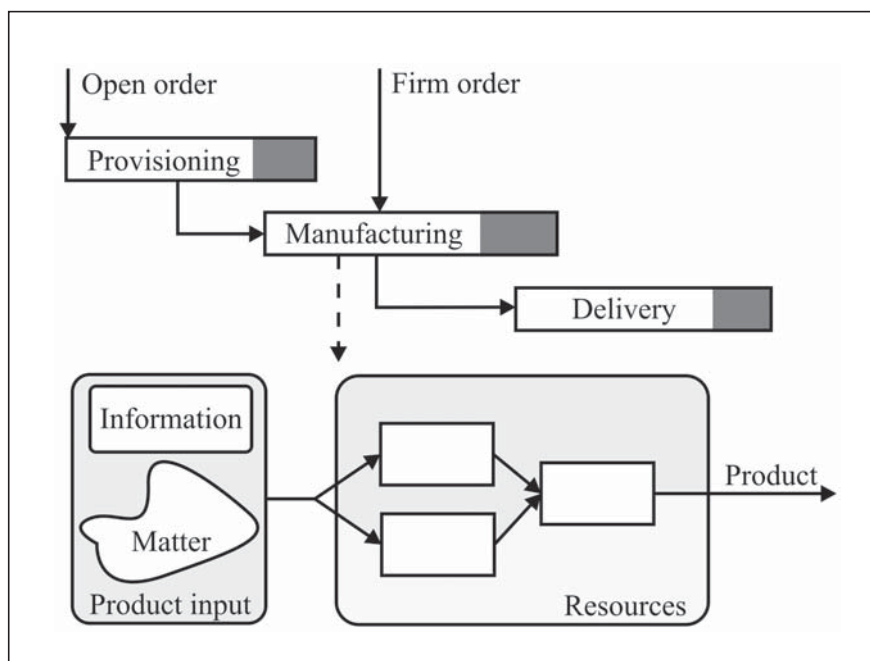 Open order
Firm order
Provisioning
Manufacturing
Delivery
Information
Matter
Product input
Product
Resources